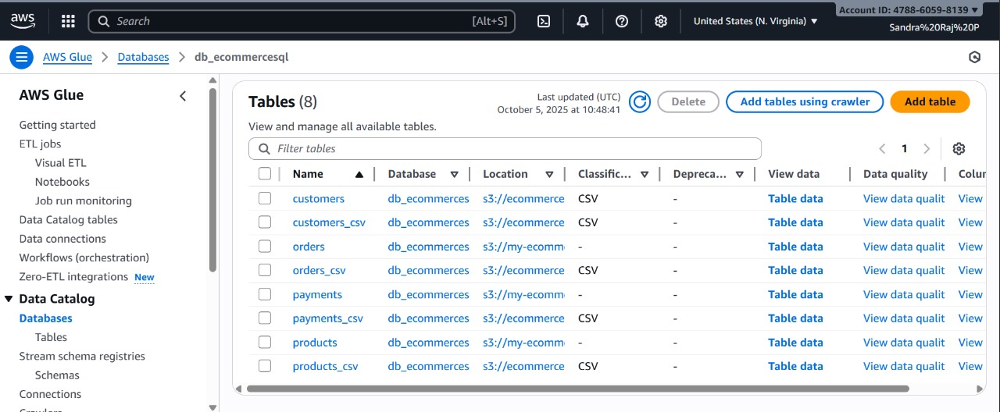 aws
Search [Alt+S]
United States (N. Virginia) ▼
Account ID: 4788-6059-8139 ▼
Sandra%20Raj%20P
AWS Glue > Databases > db_ecommercesql
AWS Glue
Getting started
ETL jobs
Visual ETL
Notebooks
Job run monitoring
Data Catalog tables
Data connections
Workflows (orchestration)
Zero-ETL integrations New
Data Catalog
Databases
Tables
Stream schema registries
Schemas
Connections
Crawlers
Tables (8)
Last updated (UTC)
October 5, 2025 at 10:48:41
Delete
Add tables using crawler
Add table
View and manage all available tables.
Filter tables
1
Name Database Location Classific... Depreca... View data Data quality Colur
customers db_ecommerces s3://ecommerce CSV - Table data View data qualit View
customers_csv db_ecommerces s3://ecommerce CSV - Table data View data qualit View
orders db_ecommerces s3://my-ecomm - - Table data View data qualit View
orders_csv db_ecommerces s3://ecommerce CSV - Table data View data qualit View
payments db_ecommerces s3://my-ecomm - - Table data View data qualit View
payments_csv db_ecommerces s3://ecommerce CSV - Table data View data qualit View
products db_ecommerces s3://my-ecomm - - Table data View data qualit View
products_csv db_ecommerces s3://ecommerce CSV - Table data View data qualit View